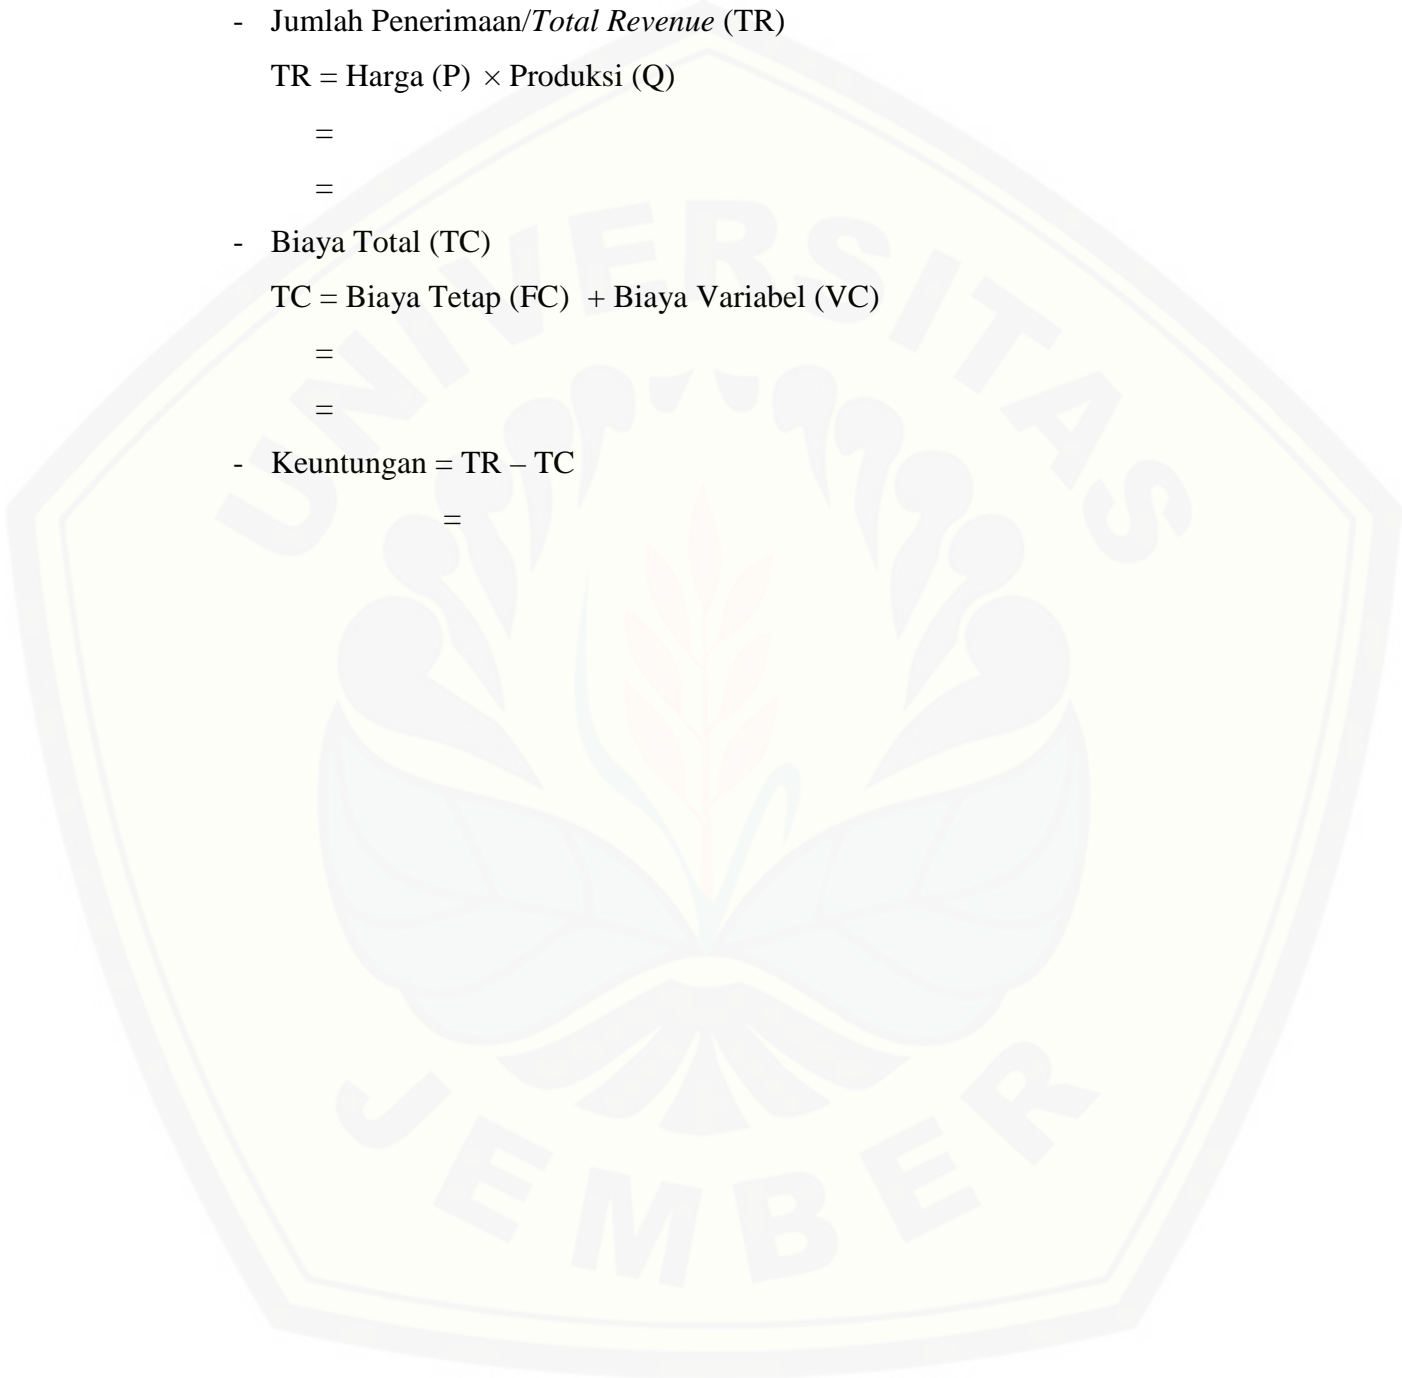 - Jumlah Penerimaan/Total Revenue (TR)
TR = Harga (P) × Produksi (Q)
=
=
- Biaya Total (TC)
TC = Biaya Tetap (FC) + Biaya Variabel (VC)
=
=
- Keuntungan = TR – TC
=
UNIVERSITAS
JEMBER